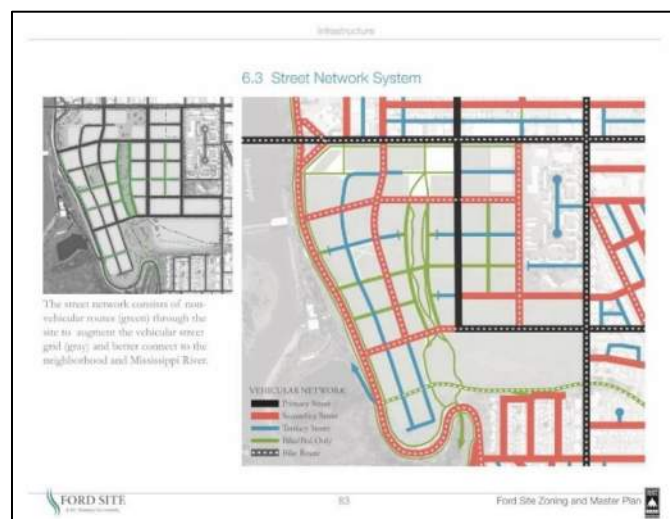 Infrastructure
6.3 Street Network System
The street network consists of non-
vehicular routes (green) through the
site to augment the vehicular street
grid (gray) and better connect to the
neighborhood and Mississippi River.
Mississippi
VEHICULAR NETWORK
Primary Street
Secondary Street
Tertiary Street
Bike/Ped Only
Bike Route
FORD SITE
83
Ford Site Zoning and Master Plan